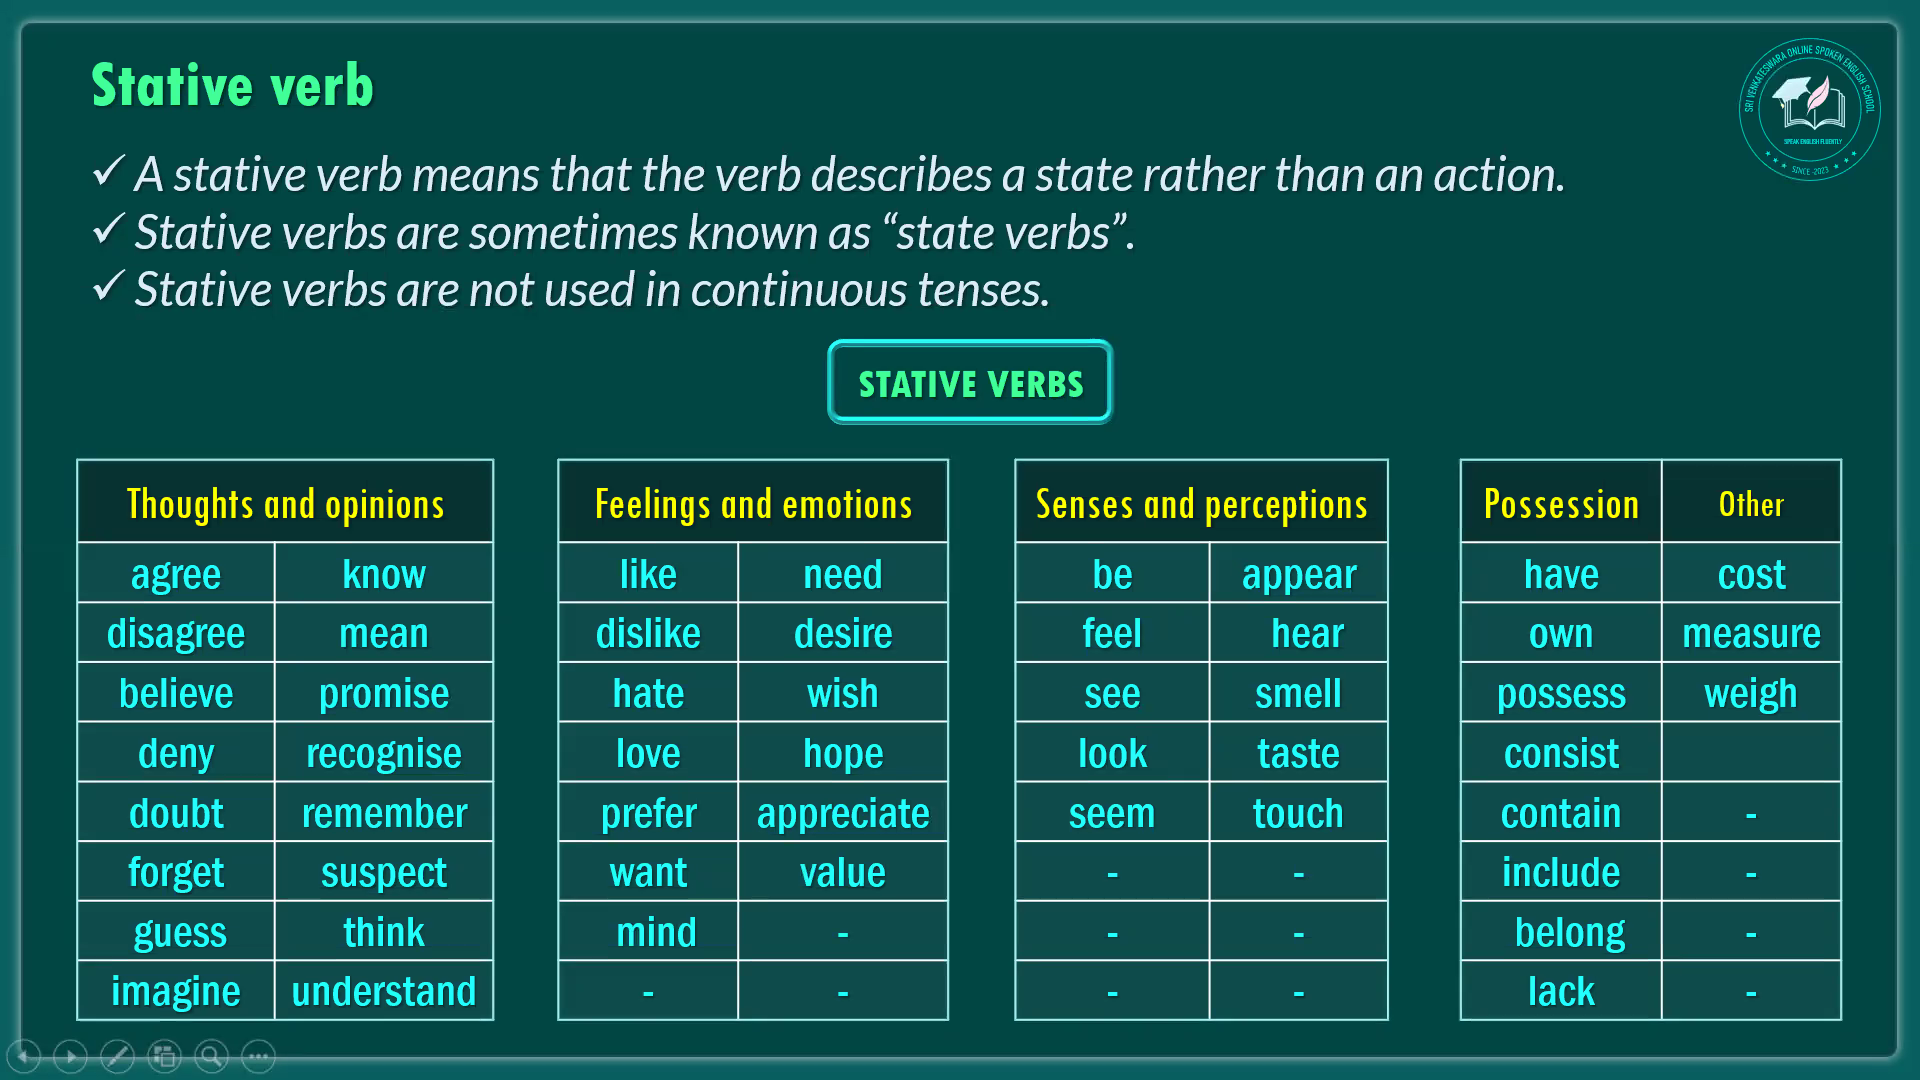 Stative verb
SRI VENKATESWARA ONLINE SPOKEN ENGLISH SCHOOL
SPEAK ENGLISH FLUENTLY
SINCE -2023
✓ A stative verb means that the verb describes a state rather than an action.
✓ Stative verbs are sometimes known as “state verbs”.
✓ Stative verbs are not used in continuous tenses.
STATIVE VERBS
Thoughts and opinions
agree know
disagree mean
believe promise
deny recognise
doubt remember
forget suspect
guess think
imagine understand
Feelings and emotions
like need
dislike desire
hate wish
love hope
prefer appreciate
want value
mind -
- -
Senses and perceptions
be appear
feel hear
see smell
look taste
seem touch
- -
- -
- -
Possession Other
have cost
own measure
possess weigh
consist
contain -
include -
belong -
lack -